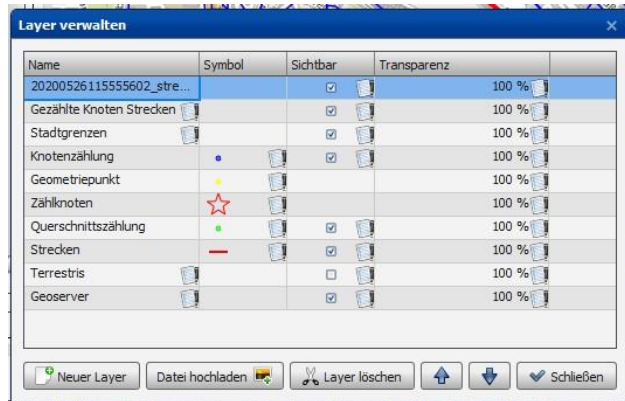 Layer verwalten
Name Symbol Sichtbar Transparenz
20200526115555602_stre... 100 %
Gezählte Knoten Strecken 100 %
Stadtgrenzen 100 %
Knotenzählung 100 %
Geometriepunkt 100 %
Zählknoten 100 %
Querschnittszählung 100 %
Strecken 100 %
Terrestris 100 %
Geoserver 100 %
Neuer Layer Datei hochladen Layer löschen Schließen